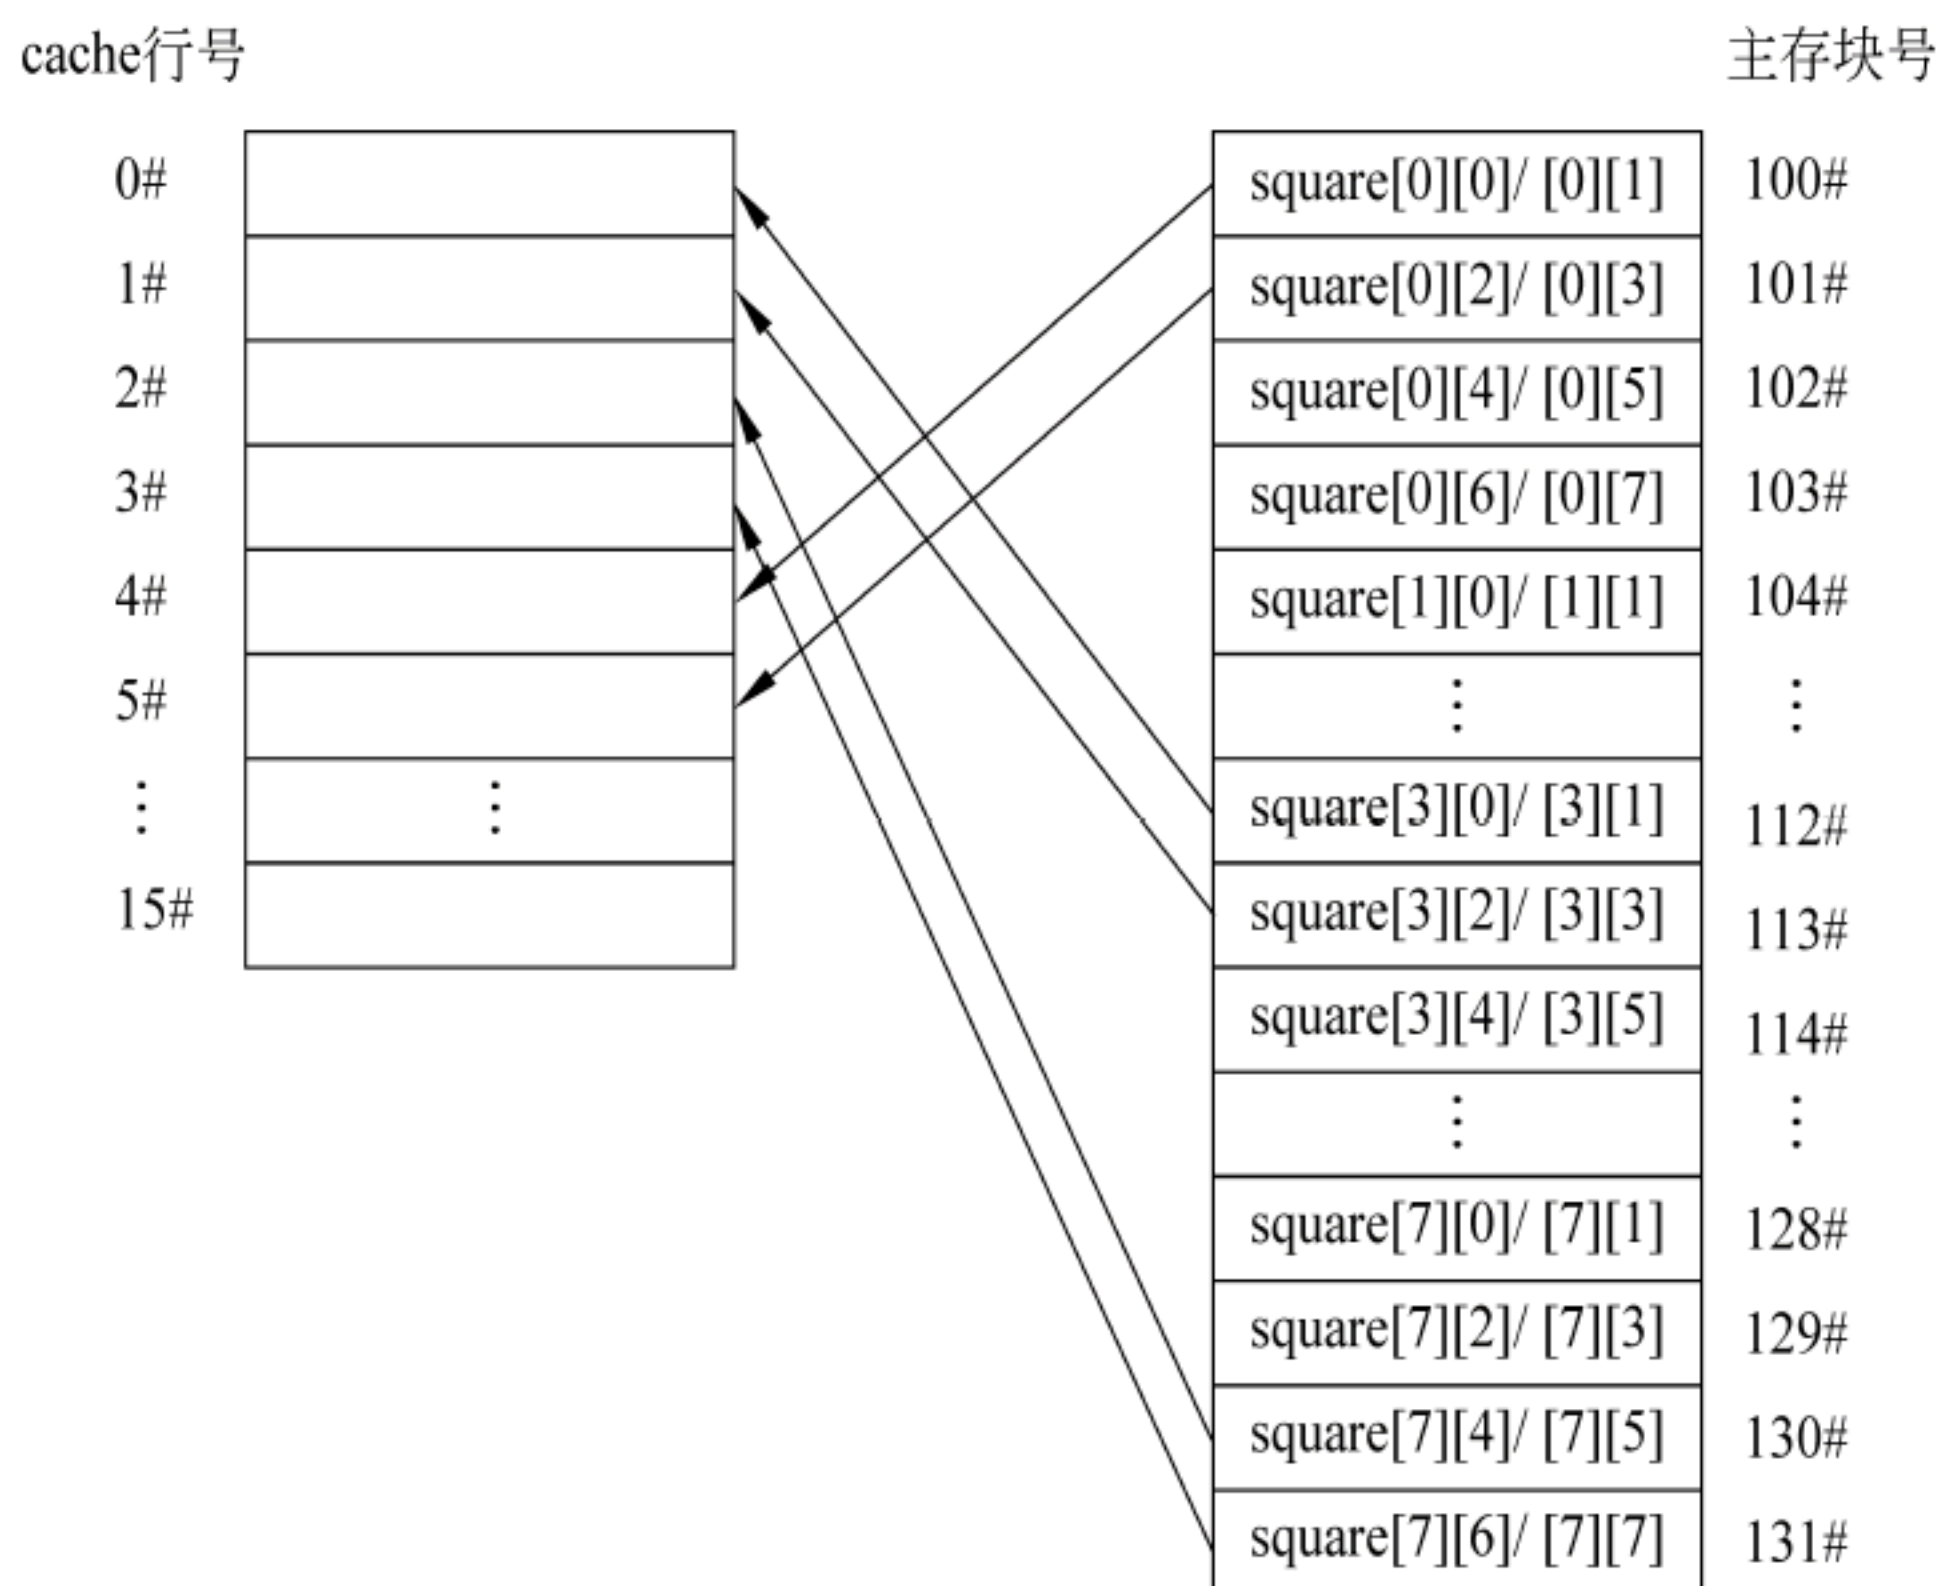 cache行号
主存块号
0#
square[0][0]/ [0][1]
100#
1#
square[0][2]/ [0][3]
101#
2#
square[0][4]/ [0][5]
102#
3#
square[0][6]/ [0][7]
103#
4#
square[1][0]/ [1][1]
104#
5#
⋮
⋮
⋮
⋮
square[3][0]/ [3][1]
112#
15#
square[3][2]/ [3][3]
113#
square[3][4]/ [3][5]
114#
⋮
⋮
square[7][0]/ [7][1]
128#
square[7][2]/ [7][3]
129#
square[7][4]/ [7][5]
130#
square[7][6]/ [7][7]
131#